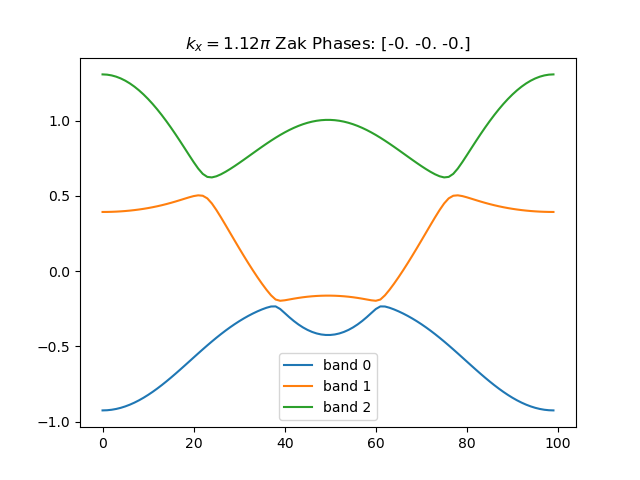 $k_x = 1.12\pi$ Zak Phases: [-0. -0. -0.]
1.0
0.5
0.0
−0.5
−1.0
band 0
band 1
band 2
0 20 40 60 80 100